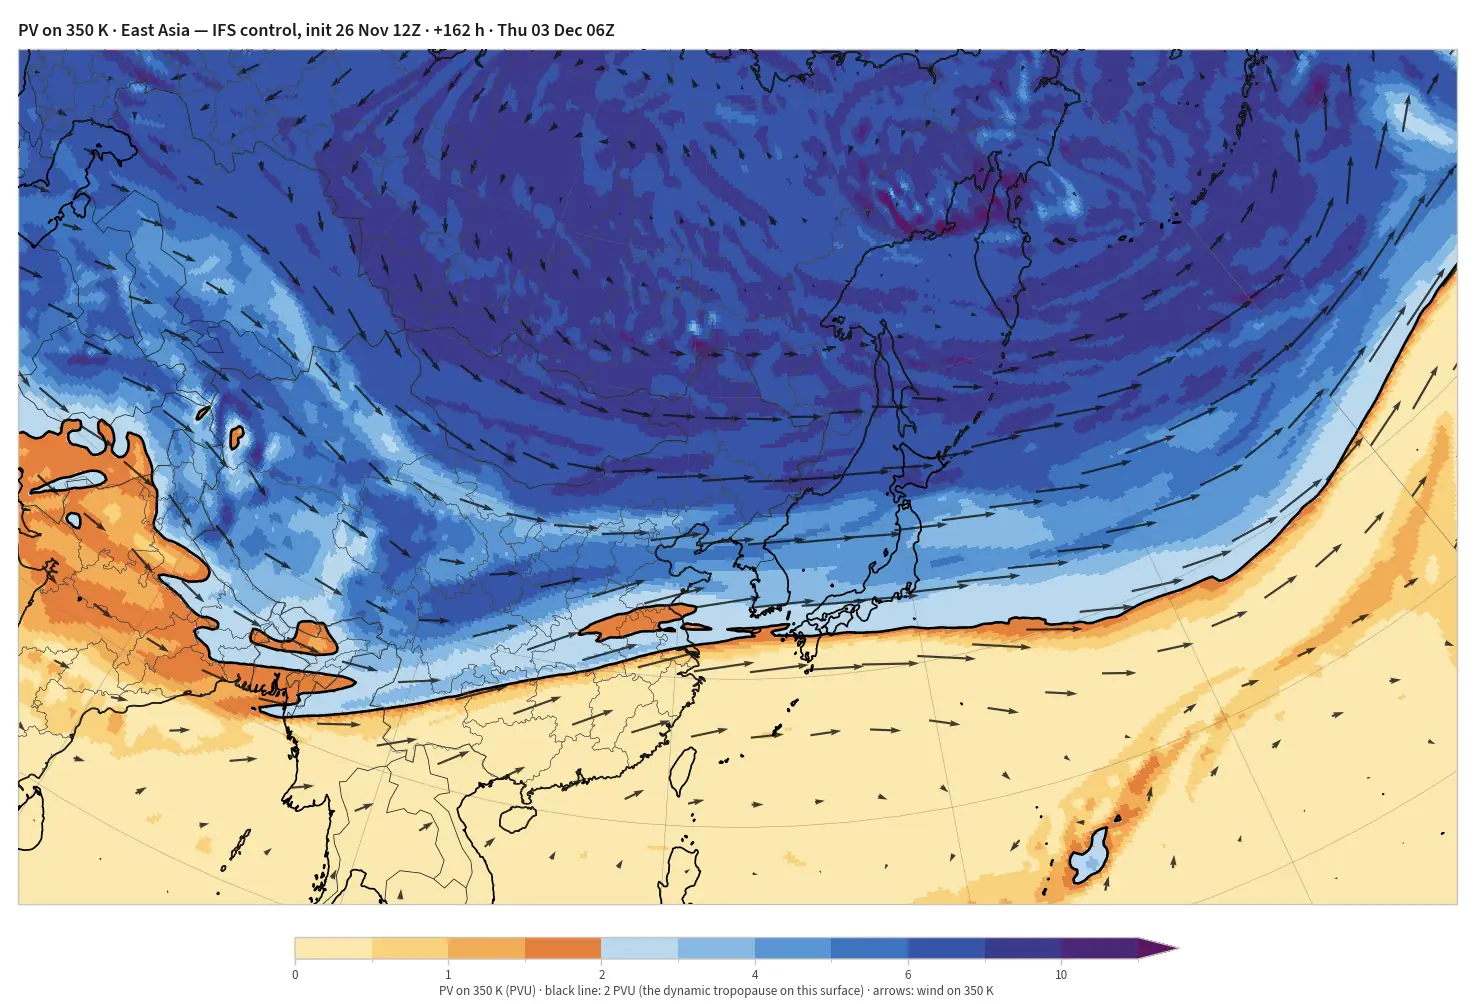 PV on 350 K · East Asia — IFS control, init 26 Nov 12Z · +162 h · Thu 03 Dec 06Z
0 1 2 4 6 10
PV on 350 K (PVU) · black line: 2 PVU (the dynamic tropopause on this surface) · arrows: wind on 350 K